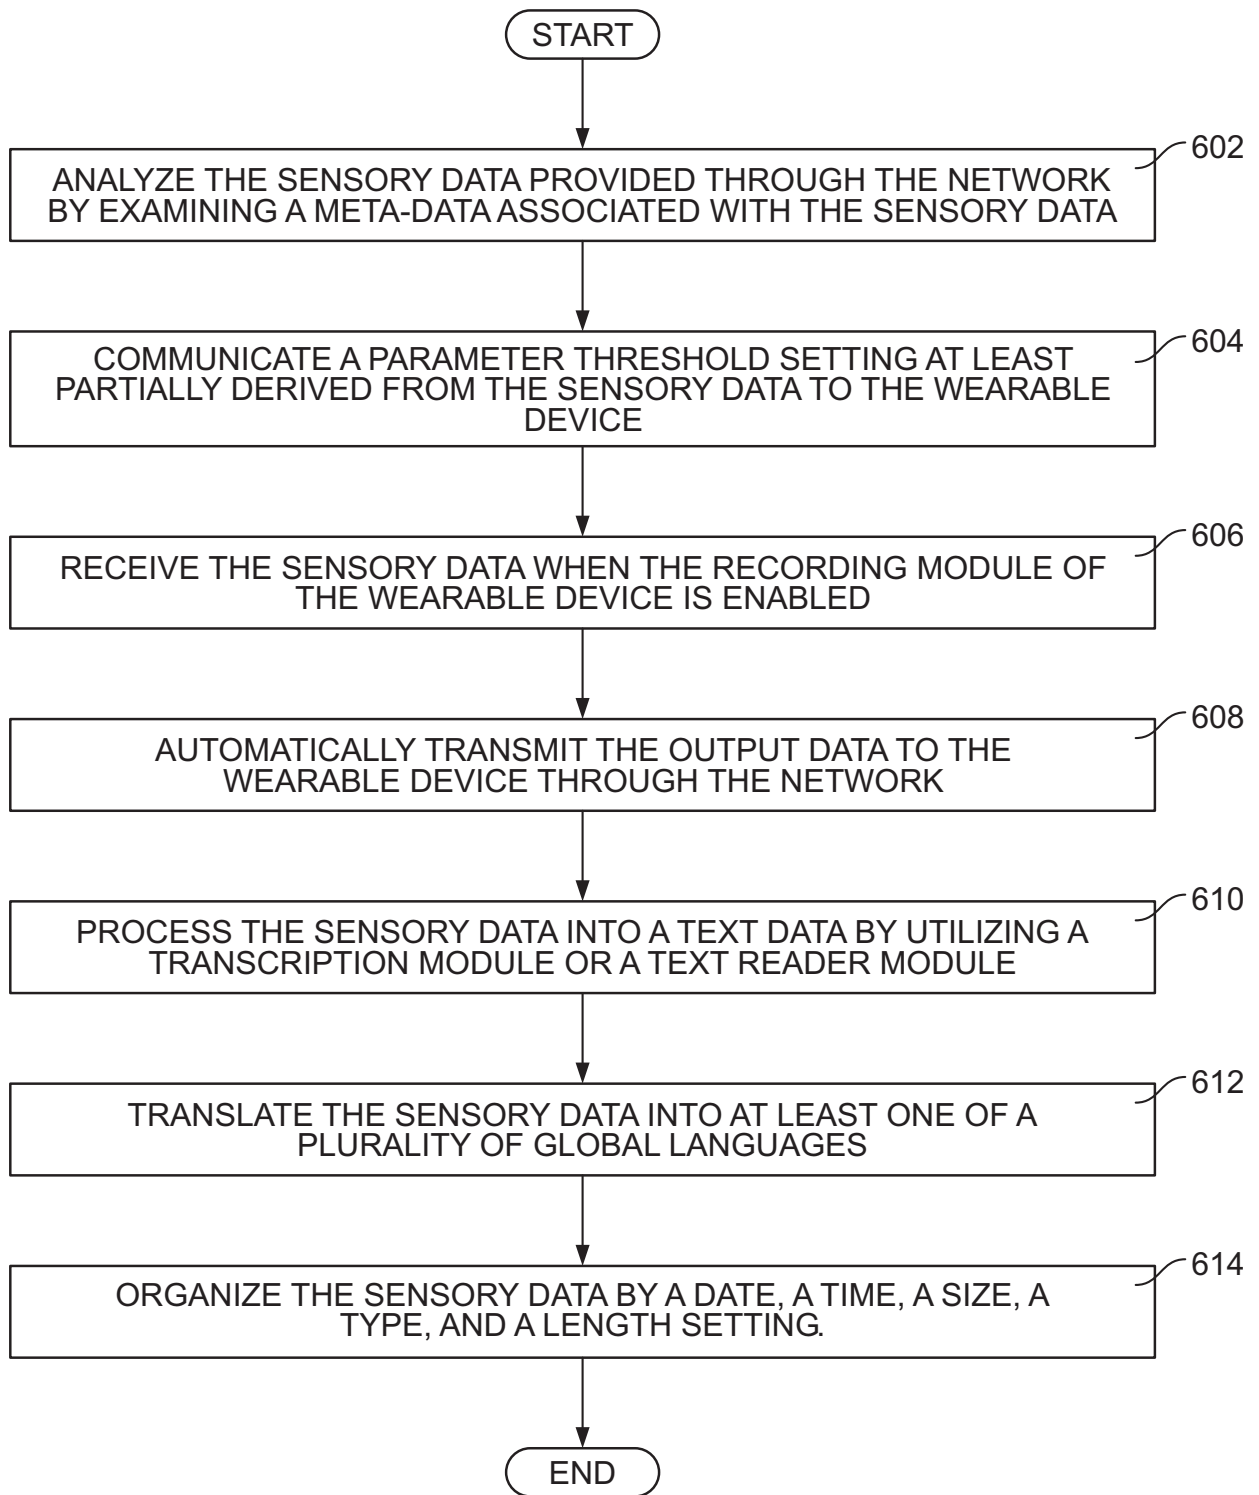 START
602
ANALYZE THE SENSORY DATA PROVIDED THROUGH THE NETWORK
BY EXAMINING A META-DATA ASSOCIATED WITH THE SENSORY DATA
604
COMMUNICATE A PARAMETER THRESHOLD SETTING AT LEAST
PARTIALLY DERIVED FROM THE SENSORY DATA TO THE WEARABLE
DEVICE
606
RECEIVE THE SENSORY DATA WHEN THE RECORDING MODULE OF
THE WEARABLE DEVICE IS ENABLED
608
AUTOMATICALLY TRANSMIT THE OUTPUT DATA TO THE
WEARABLE DEVICE THROUGH THE NETWORK
610
PROCESS THE SENSORY DATA INTO A TEXT DATA BY UTILIZING A
TRANSCRIPTION MODULE OR A TEXT READER MODULE
612
TRANSLATE THE SENSORY DATA INTO AT LEAST ONE OF A
PLURALITY OF GLOBAL LANGUAGES
614
ORGANIZE THE SENSORY DATA BY A DATE, A TIME, A SIZE, A
TYPE, AND A LENGTH SETTING.
END